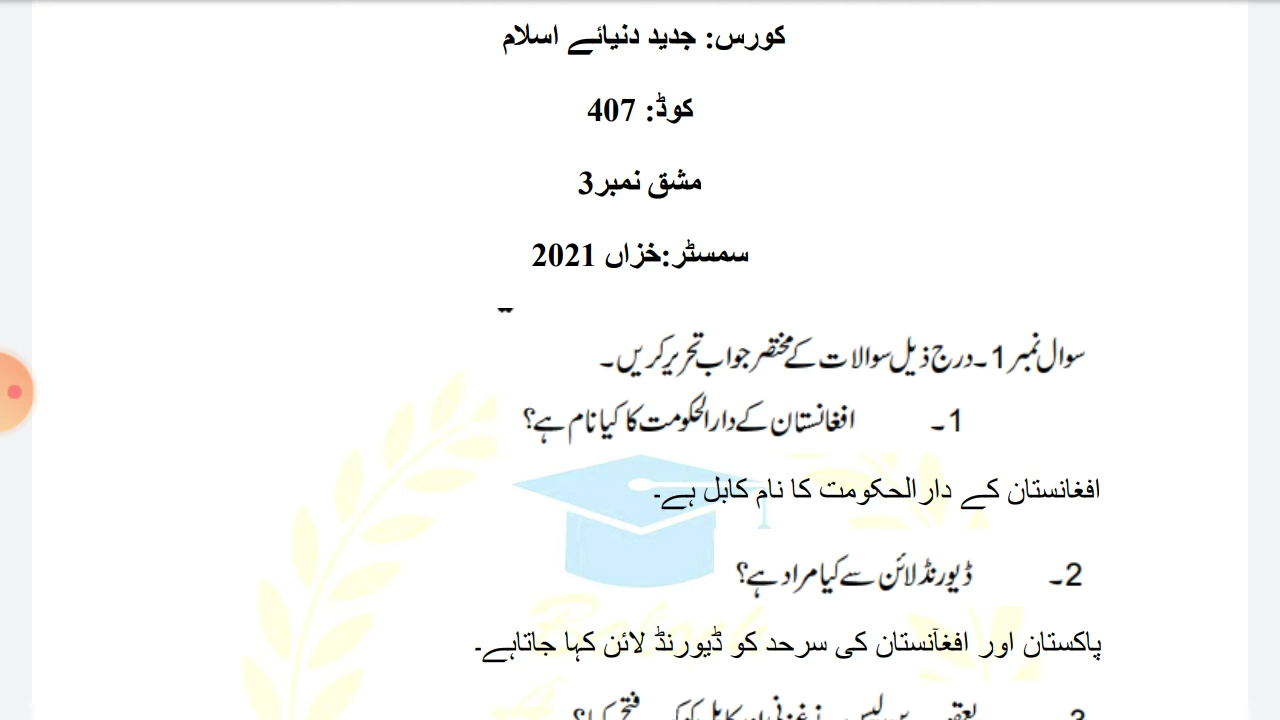 کورس: جدید دنیائے اسلام
کوڈ: 407
مشق نمبر3
سمسٹر:خزاں 2021
سوال نمبر 1۔ درج ذیل سوالات کے مختصر جواب تحریر کریں۔
1۔ افغانستان کے دارالحکومت کا کیا نام ہے؟
افغانستان کے دارالحکومت کا نام کابل ہے۔
2۔ ڈیورنڈ لائن سے کیا مراد ہے؟
پاکستان اور افغآنستان کی سرحد کو ڈیورنڈ لائن کہا جاتاہے۔